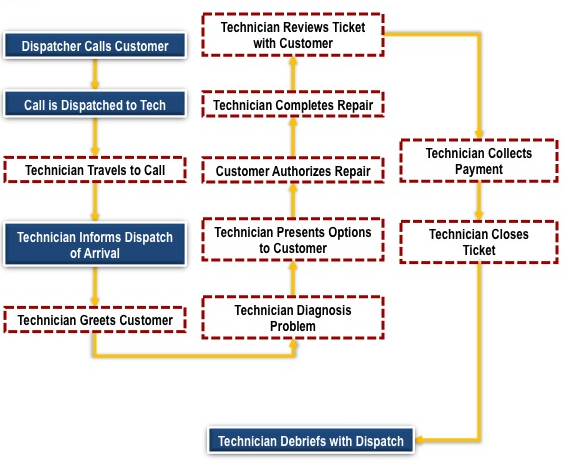 Dispatcher Calls Customer
Call is Dispatched to Tech
Technician Travels to Call
Technician Informs Dispatch
of Arrival
Technician Greets Customer
Technician Diagnosis
Problem
Technician Presents Options
to Customer
Customer Authorizes Repair
Technician Completes Repair
Technician Reviews Ticket
with Customer
Technician Collects
Payment
Technician Closes
Ticket
Technician Debriefs with Dispatch